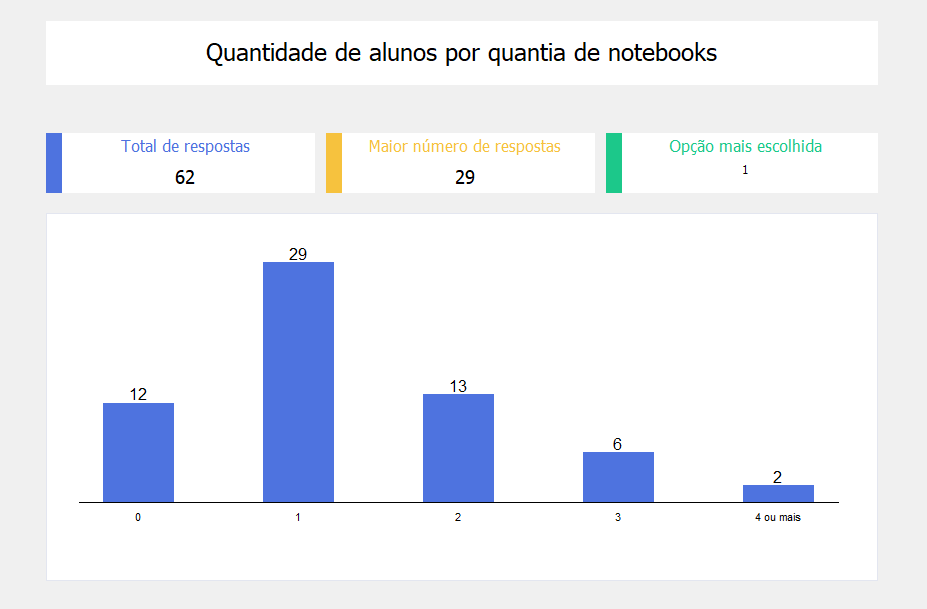 Quantidade de alunos por quantia de notebooks
Total de respostas
62
Maior número de respostas
29
Opção mais escolhida
1
29
12
13
6
2
0
1
2
3
4 ou mais